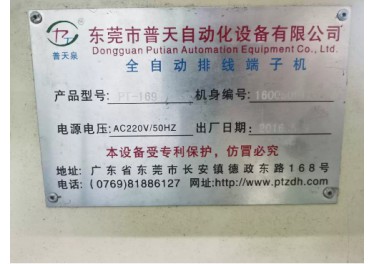 普天泉
东莞市普天自动化设备有限公司
Dongguan Putian Automation Equipment Co., Ltd.
全自动排线端子机
产品型号: PT-169 机身编号:
电源电压: AC220V/50HZ 出厂日期:
本设备受专利保护，仿冒必究
地址: 广东省东莞市长安镇德政东路168号
电话: (0769)81886127 网址:http://www.ptzdh.com